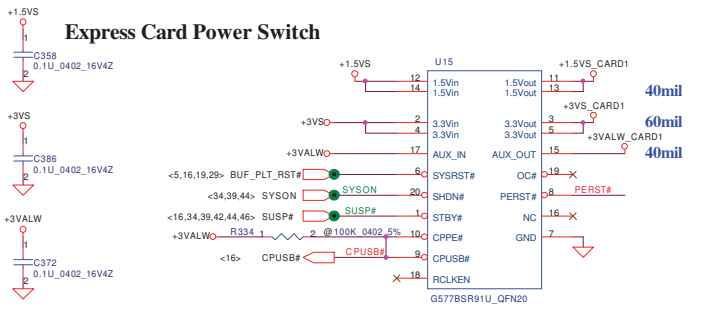 +1.5VS
Express Card Power Switch
1
C358
0.1U_0402_16V4Z
2
+3VS
1
C386
0.1U_0402_16V4Z
2
+3VALW
1
C372
0.1U_0402_16V4Z
2
U15
+1.5VS
12 1.5Vin 1.5Vout 11 +1.5VS_CARD1
14 1.5Vin 1.5Vout 13 40mil
+3VS_CARD1
+3VS 2 3.3Vin 3.3Vout 3 60mil
4 3.3Vin 3.3Vout 5
+3VALW_CARD1
+3VALW 17 AUX_IN AUX_OUT 15 40mil
<5,16,19,29> BUF_PLT_RST# 6 SYSRST# OC# 19
<34,39,44> SYSON SYSON 20 SHDN# PERST# 8 PERST#
<16,34,39,42,44,46> SUSP# SUSP# 1 STBY# NC 16
+3VALW R334 1 2 @100K_0402_5% 10 CPPE# GND 7
<16> CPUSB# CPUSB# 9 CPUSB#
18 RCLKEN
G577BSR91U_QFN20